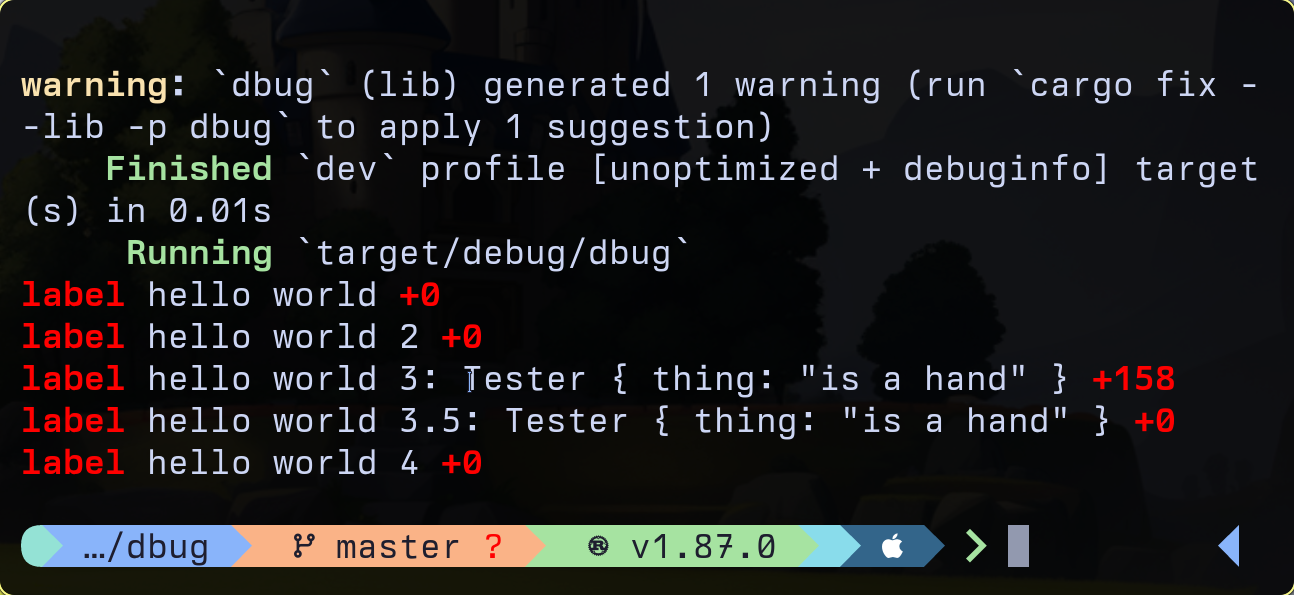 warning: `dbug` (lib) generated 1 warning (run `cargo fix -
-lib -p dbug` to apply 1 suggestion)
    Finished `dev` profile [unoptimized + debuginfo] target
(s) in 0.01s
     Running `target/debug/dbug`
label hello world +0
label hello world 2 +0
label hello world 3: Tester { thing: "is a hand" } +158
label hello world 3.5: Tester { thing: "is a hand" } +0
label hello world 4 +0
…/dbug master ? v1.87.0